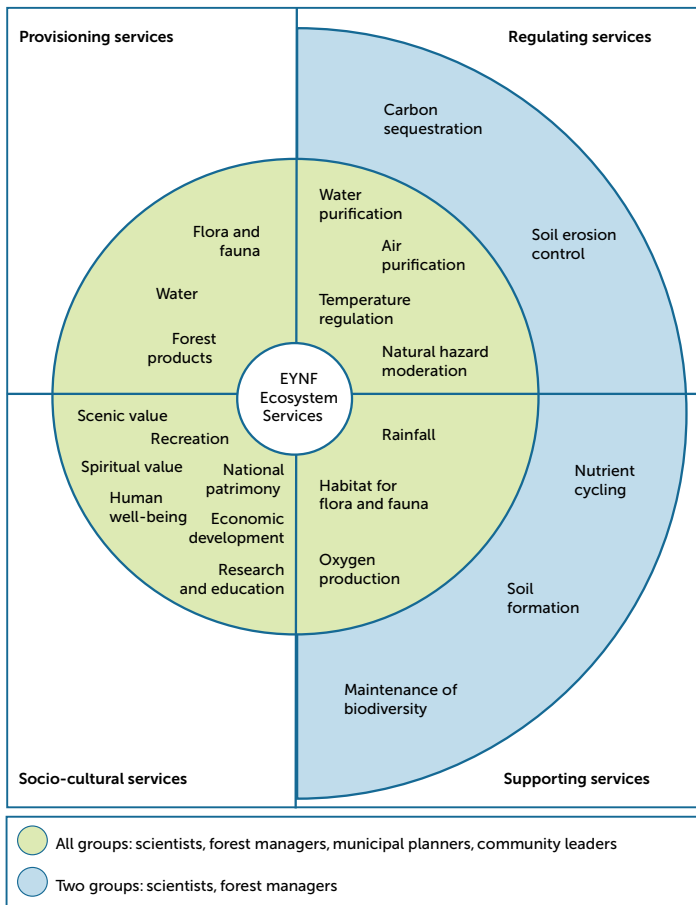 Provisioning services
Regulating services
Carbon
sequestration
Soil erosion
control
Flora and
fauna
Water
Forest
products
Water
purification
Air
purification
Temperature
regulation
Natural hazard
moderation
EYNF
Ecosystem
Services
Scenic value
Recreation
Spiritual value
National
patrimony
Human
well-being
Economic
development
Research
and education
Rainfall
Habitat for
flora and fauna
Oxygen
production
Nutrient
cycling
Soil
formation
Maintenance of
biodiversity
Socio-cultural services
Supporting services
All groups: scientists, forest managers, municipal planners, community leaders
Two groups: scientists, forest managers